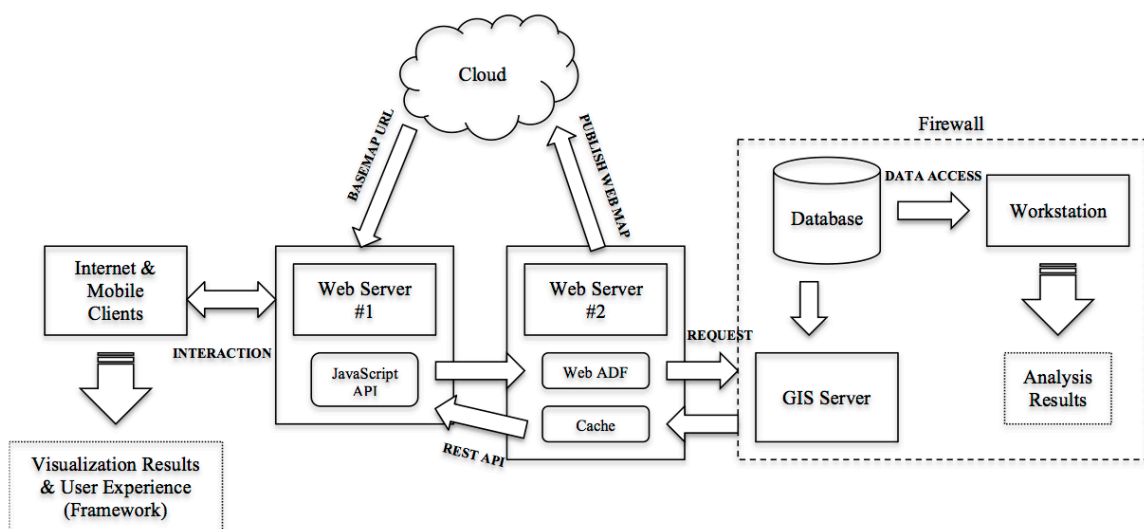 Cloud
BASEMAP URL
PUBLISH WEB MAP
Firewall
Database
DATA ACCESS
Workstation
Internet &
Mobile
Clients
INTERACTION
Web Server
#1
JavaScript
API
Web Server
#2
Web ADF
Cache
REST API
REQUEST
GIS Server
Analysis
Results
Visualization Results
& User Experience
(Framework)